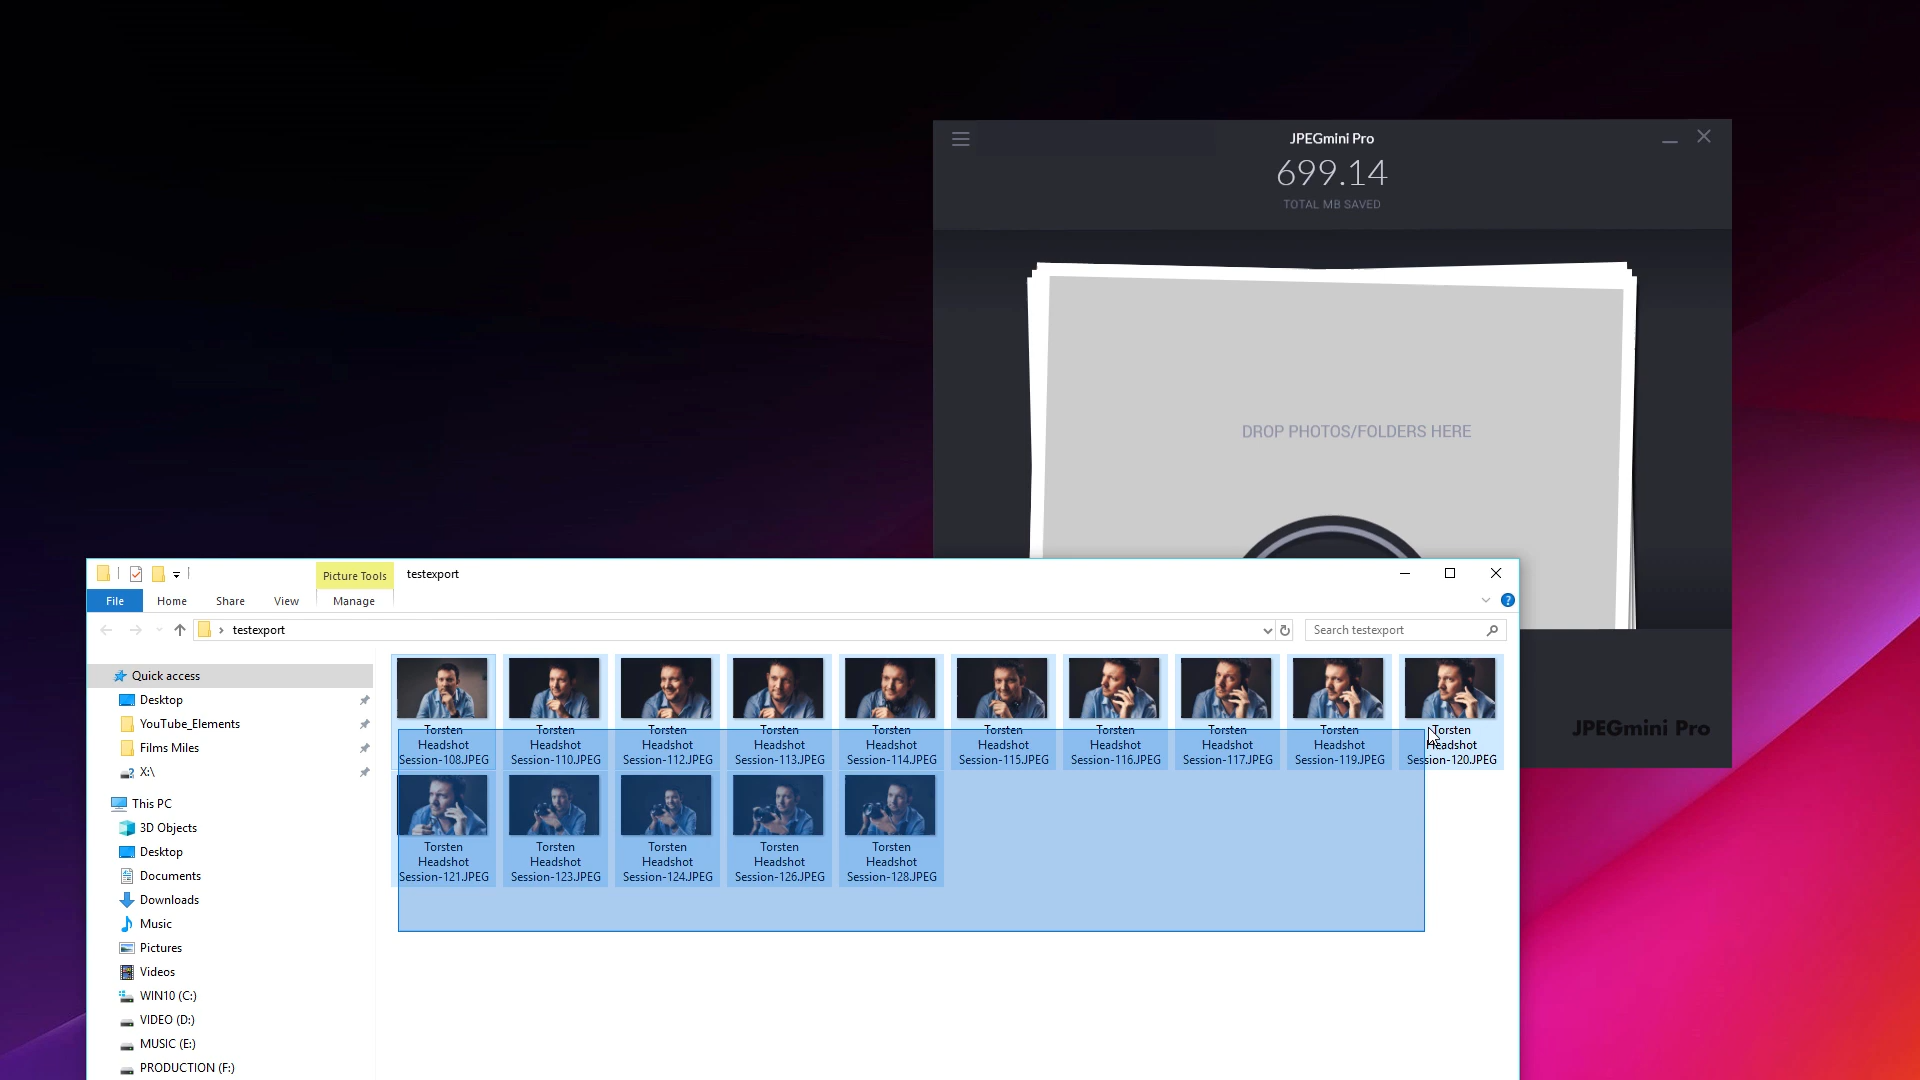 JPEGmini Pro
699.14
TOTAL MB SAVED
DROP PHOTOS/FOLDERS HERE
JPEGmini Pro
Picture Tools
testexport
File
Home
Share
View
Manage
testexport
Search testexport
Quick access
Desktop
YouTube_Elements
Films Miles
X:\
This PC
3D Objects
Desktop
Documents
Downloads
Music
Pictures
Videos
WIN10 (C:)
VIDEO (D:)
MUSIC (E:)
PRODUCTION (F:)
Torsten
Headshot
Session-108.JPEG
Torsten
Headshot
Session-110.JPEG
Torsten
Headshot
Session-112.JPEG
Torsten
Headshot
Session-113.JPEG
Torsten
Headshot
Session-114.JPEG
Torsten
Headshot
Session-115.JPEG
Torsten
Headshot
Session-116.JPEG
Torsten
Headshot
Session-117.JPEG
Torsten
Headshot
Session-119.JPEG
Torsten
Headshot
Session-120.JPEG
Torsten
Headshot
Session-121.JPEG
Torsten
Headshot
Session-123.JPEG
Torsten
Headshot
Session-124.JPEG
Torsten
Headshot
Session-126.JPEG
Torsten
Headshot
Session-128.JPEG